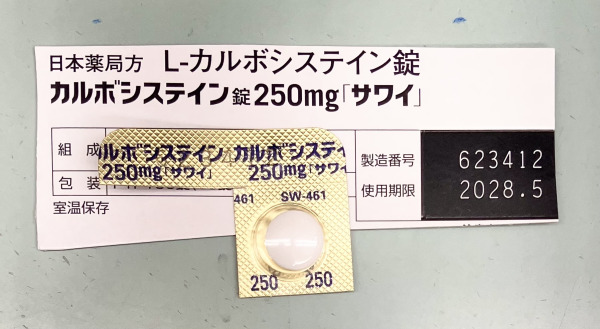 日本薬局方 L-カルボシステイン錠
カルボシステイン錠250mg「サワイ」
組 成
包 装
室温保存
製造番号 623412
使用期限 2028.5
ルボシステイン カルボシステイ
250mg「サワイ」 250mg「サワイ
461 SW-461
250 250